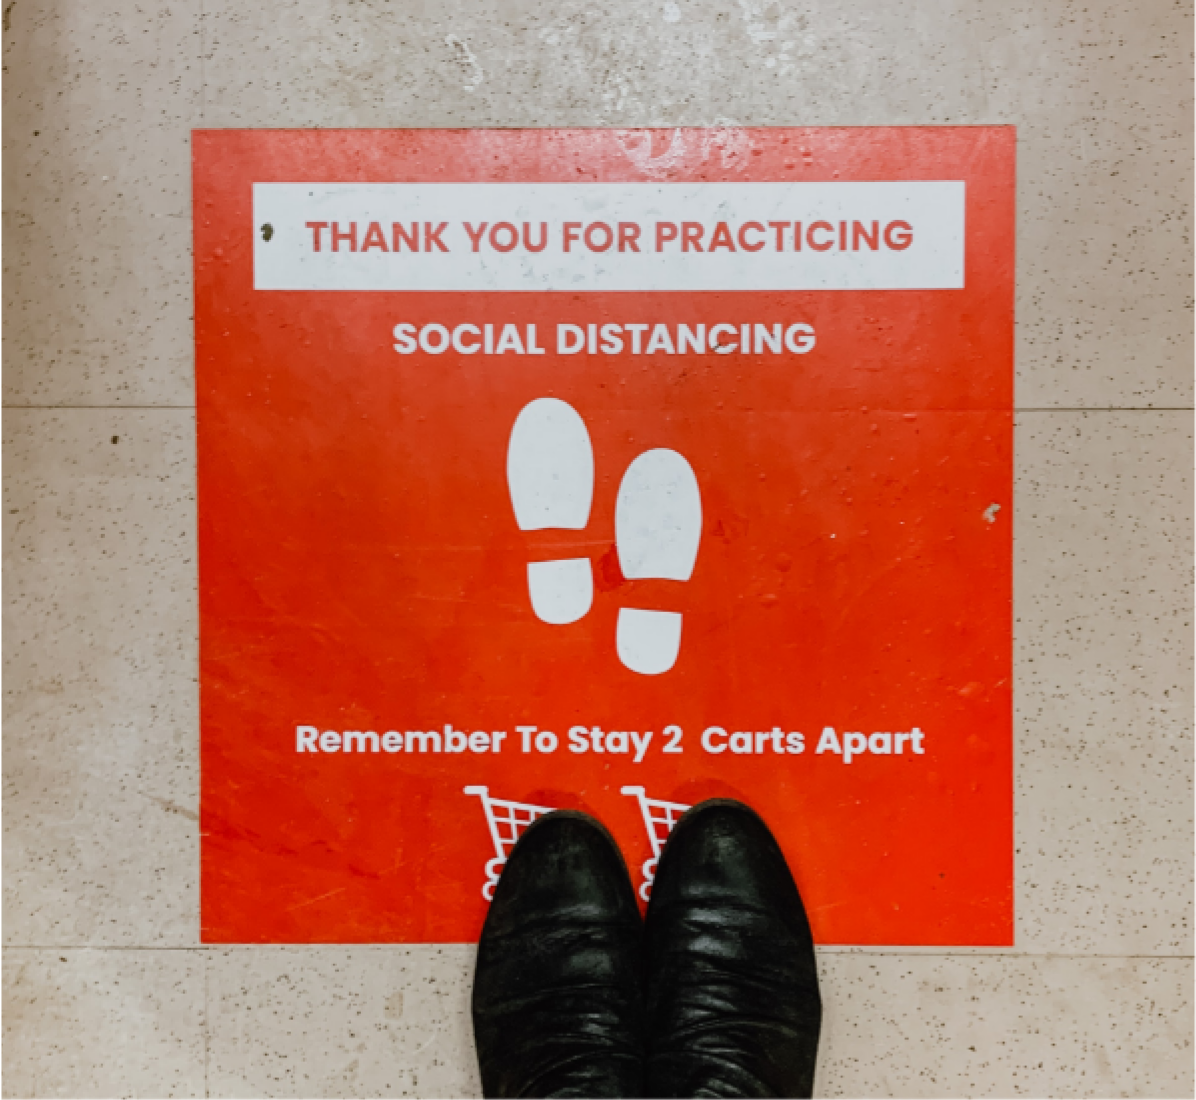 THANK YOU FOR PRACTICING
SOCIAL DISTANCING
Remember To Stay 2 Carts Apart